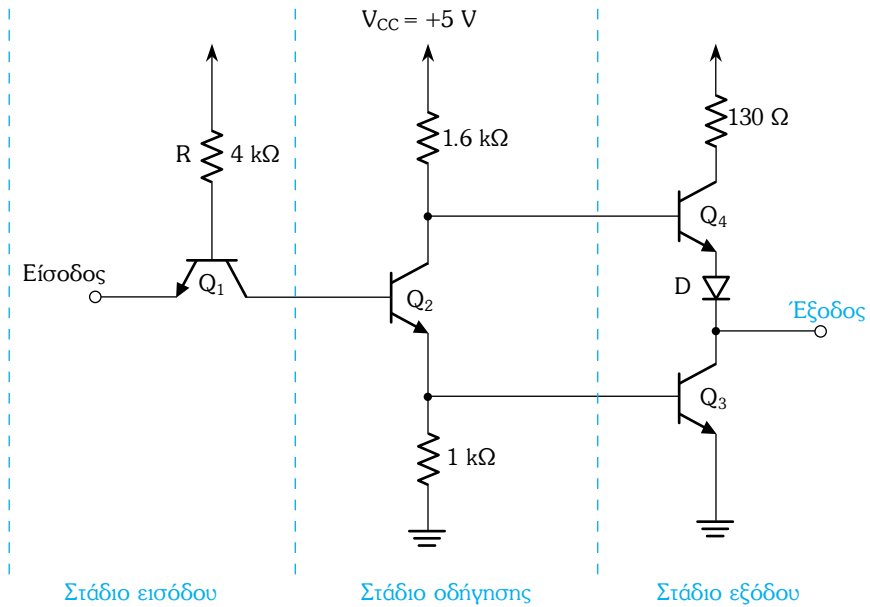 V_CC = +5 V
R 4 kΩ
1.6 kΩ
130 Ω
Είσοδος
Q₁
Q₂
Q₄
D
Έξοδος
Q₃
1 kΩ
Στάδιο εισόδου
Στάδιο οδήγησης
Στάδιο εξόδου